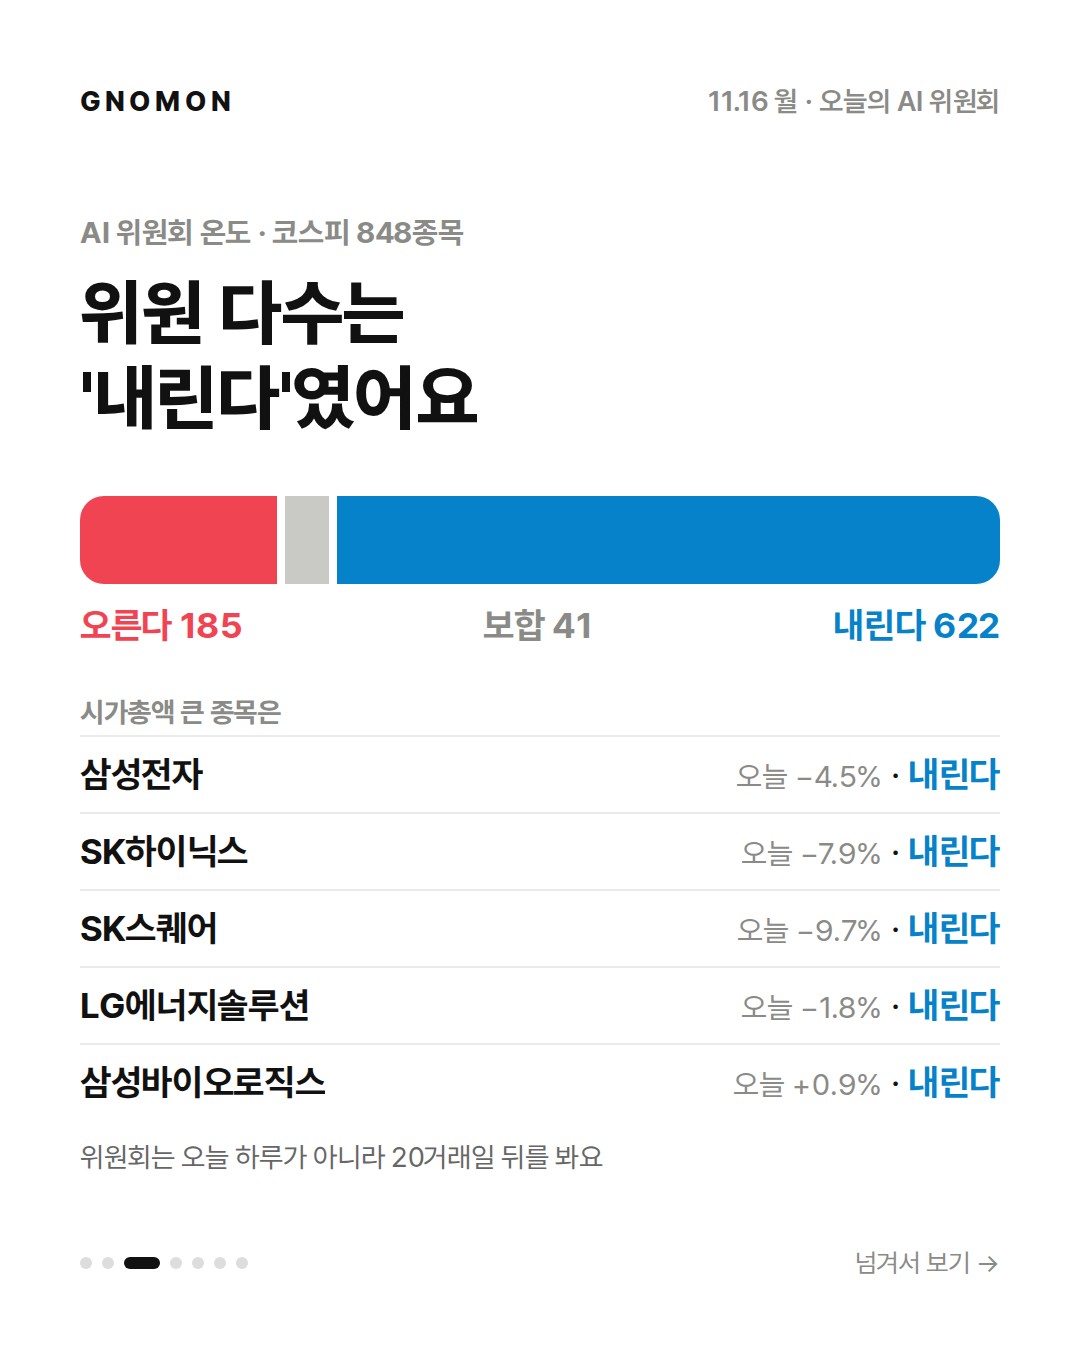 GNOMON
11.16 월 · 오늘의 AI 위원회
AI 위원회 온도 · 코스피 848종목
위원 다수는
'내린다'였어요
오른다 185
보합 41
내린다 622
시가총액 큰 종목은
삼성전자
오늘 −4.5% · 내린다
SK하이닉스
오늘 −7.9% · 내린다
SK스퀘어
오늘 −9.7% · 내린다
LG에너지솔루션
오늘 −1.8% · 내린다
삼성바이오로직스
오늘 +0.9% · 내린다
위원회는 오늘 하루가 아니라 20거래일 뒤를 봐요
넘겨서 보기 →